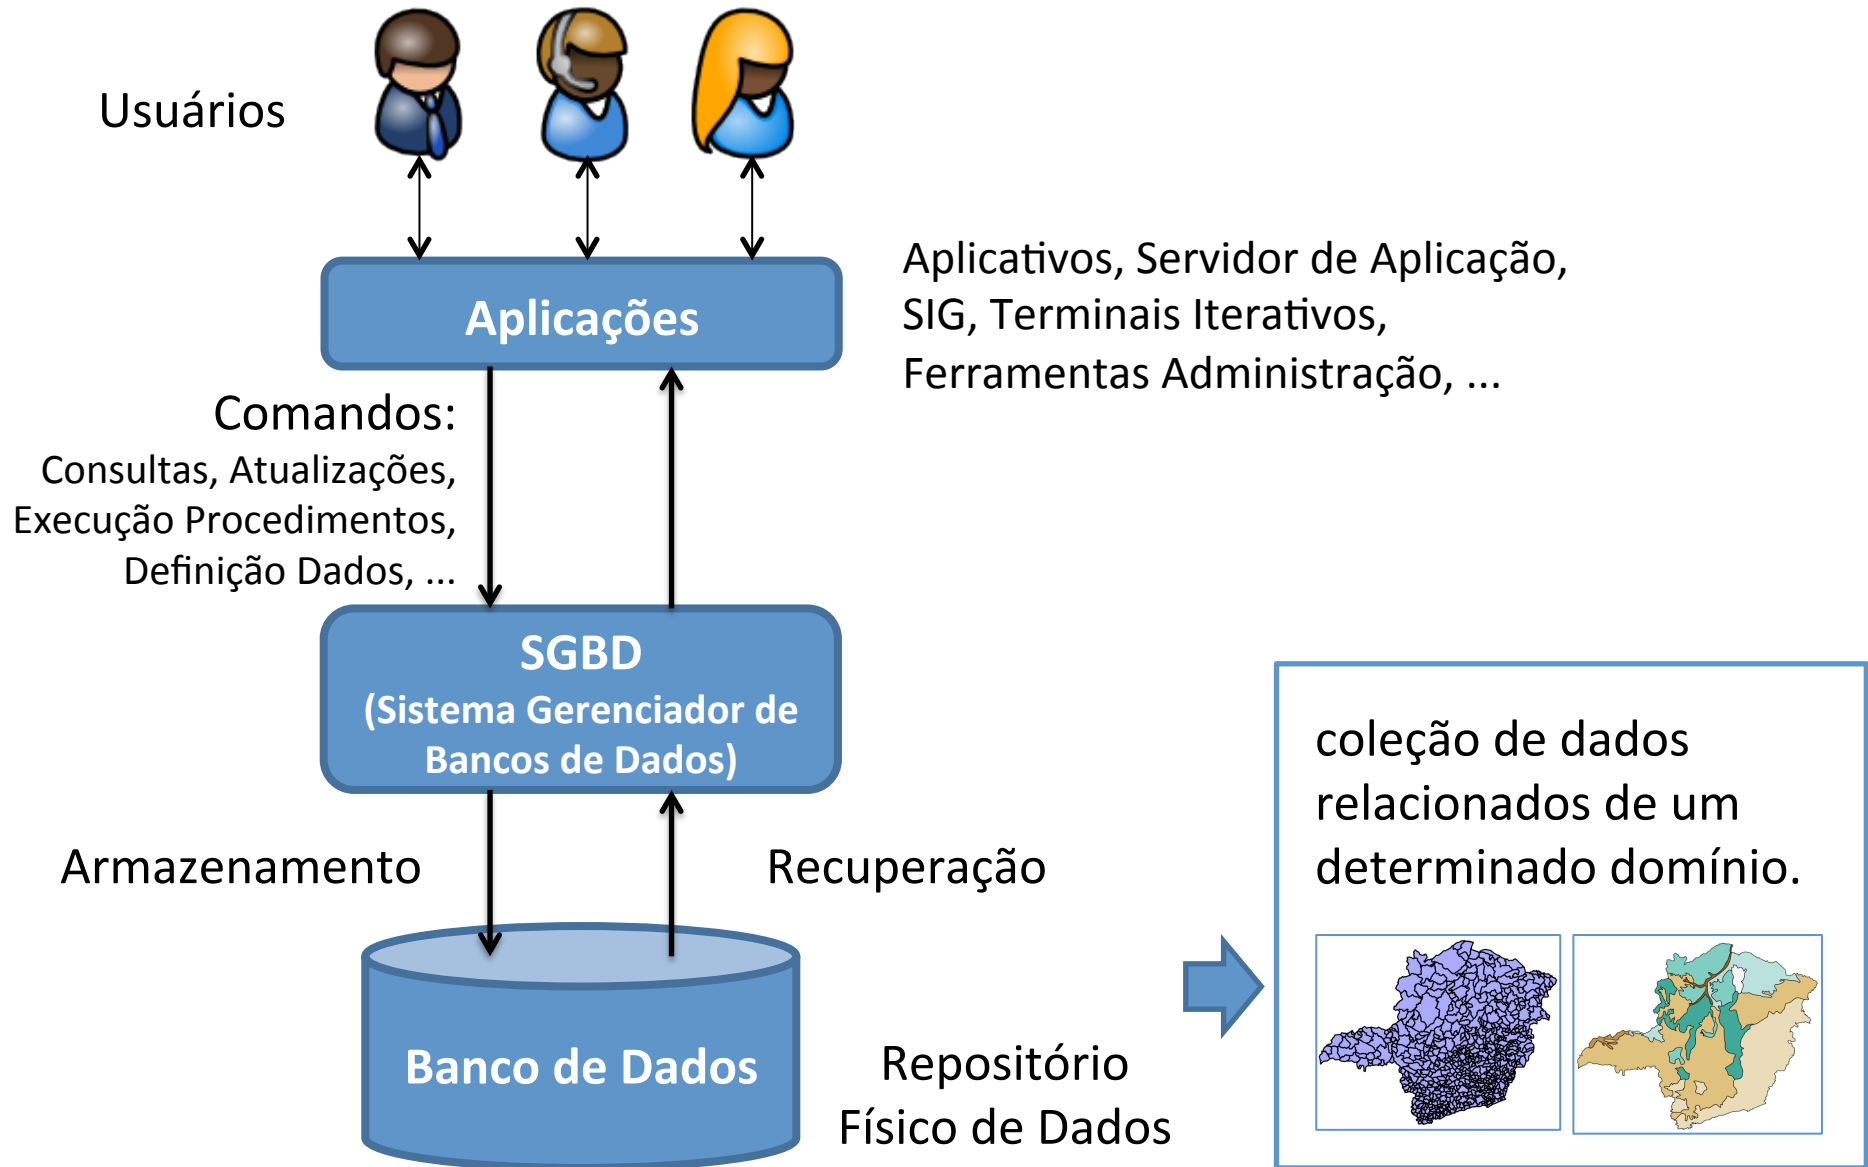 Usuários
Aplicações
Aplicativos, Servidor de Aplicação,
SIG, Terminais Iterativos,
Ferramentas Administração, ...
Comandos:
Consultas, Atualizações,
Execução Procedimentos,
Definição Dados, ...
SGBD
(Sistema Gerenciador de
Bancos de Dados)
Armazenamento
Recuperação
Banco de Dados
Repositório
Físico de Dados
coleção de dados
relacionados de um
determinado domínio.